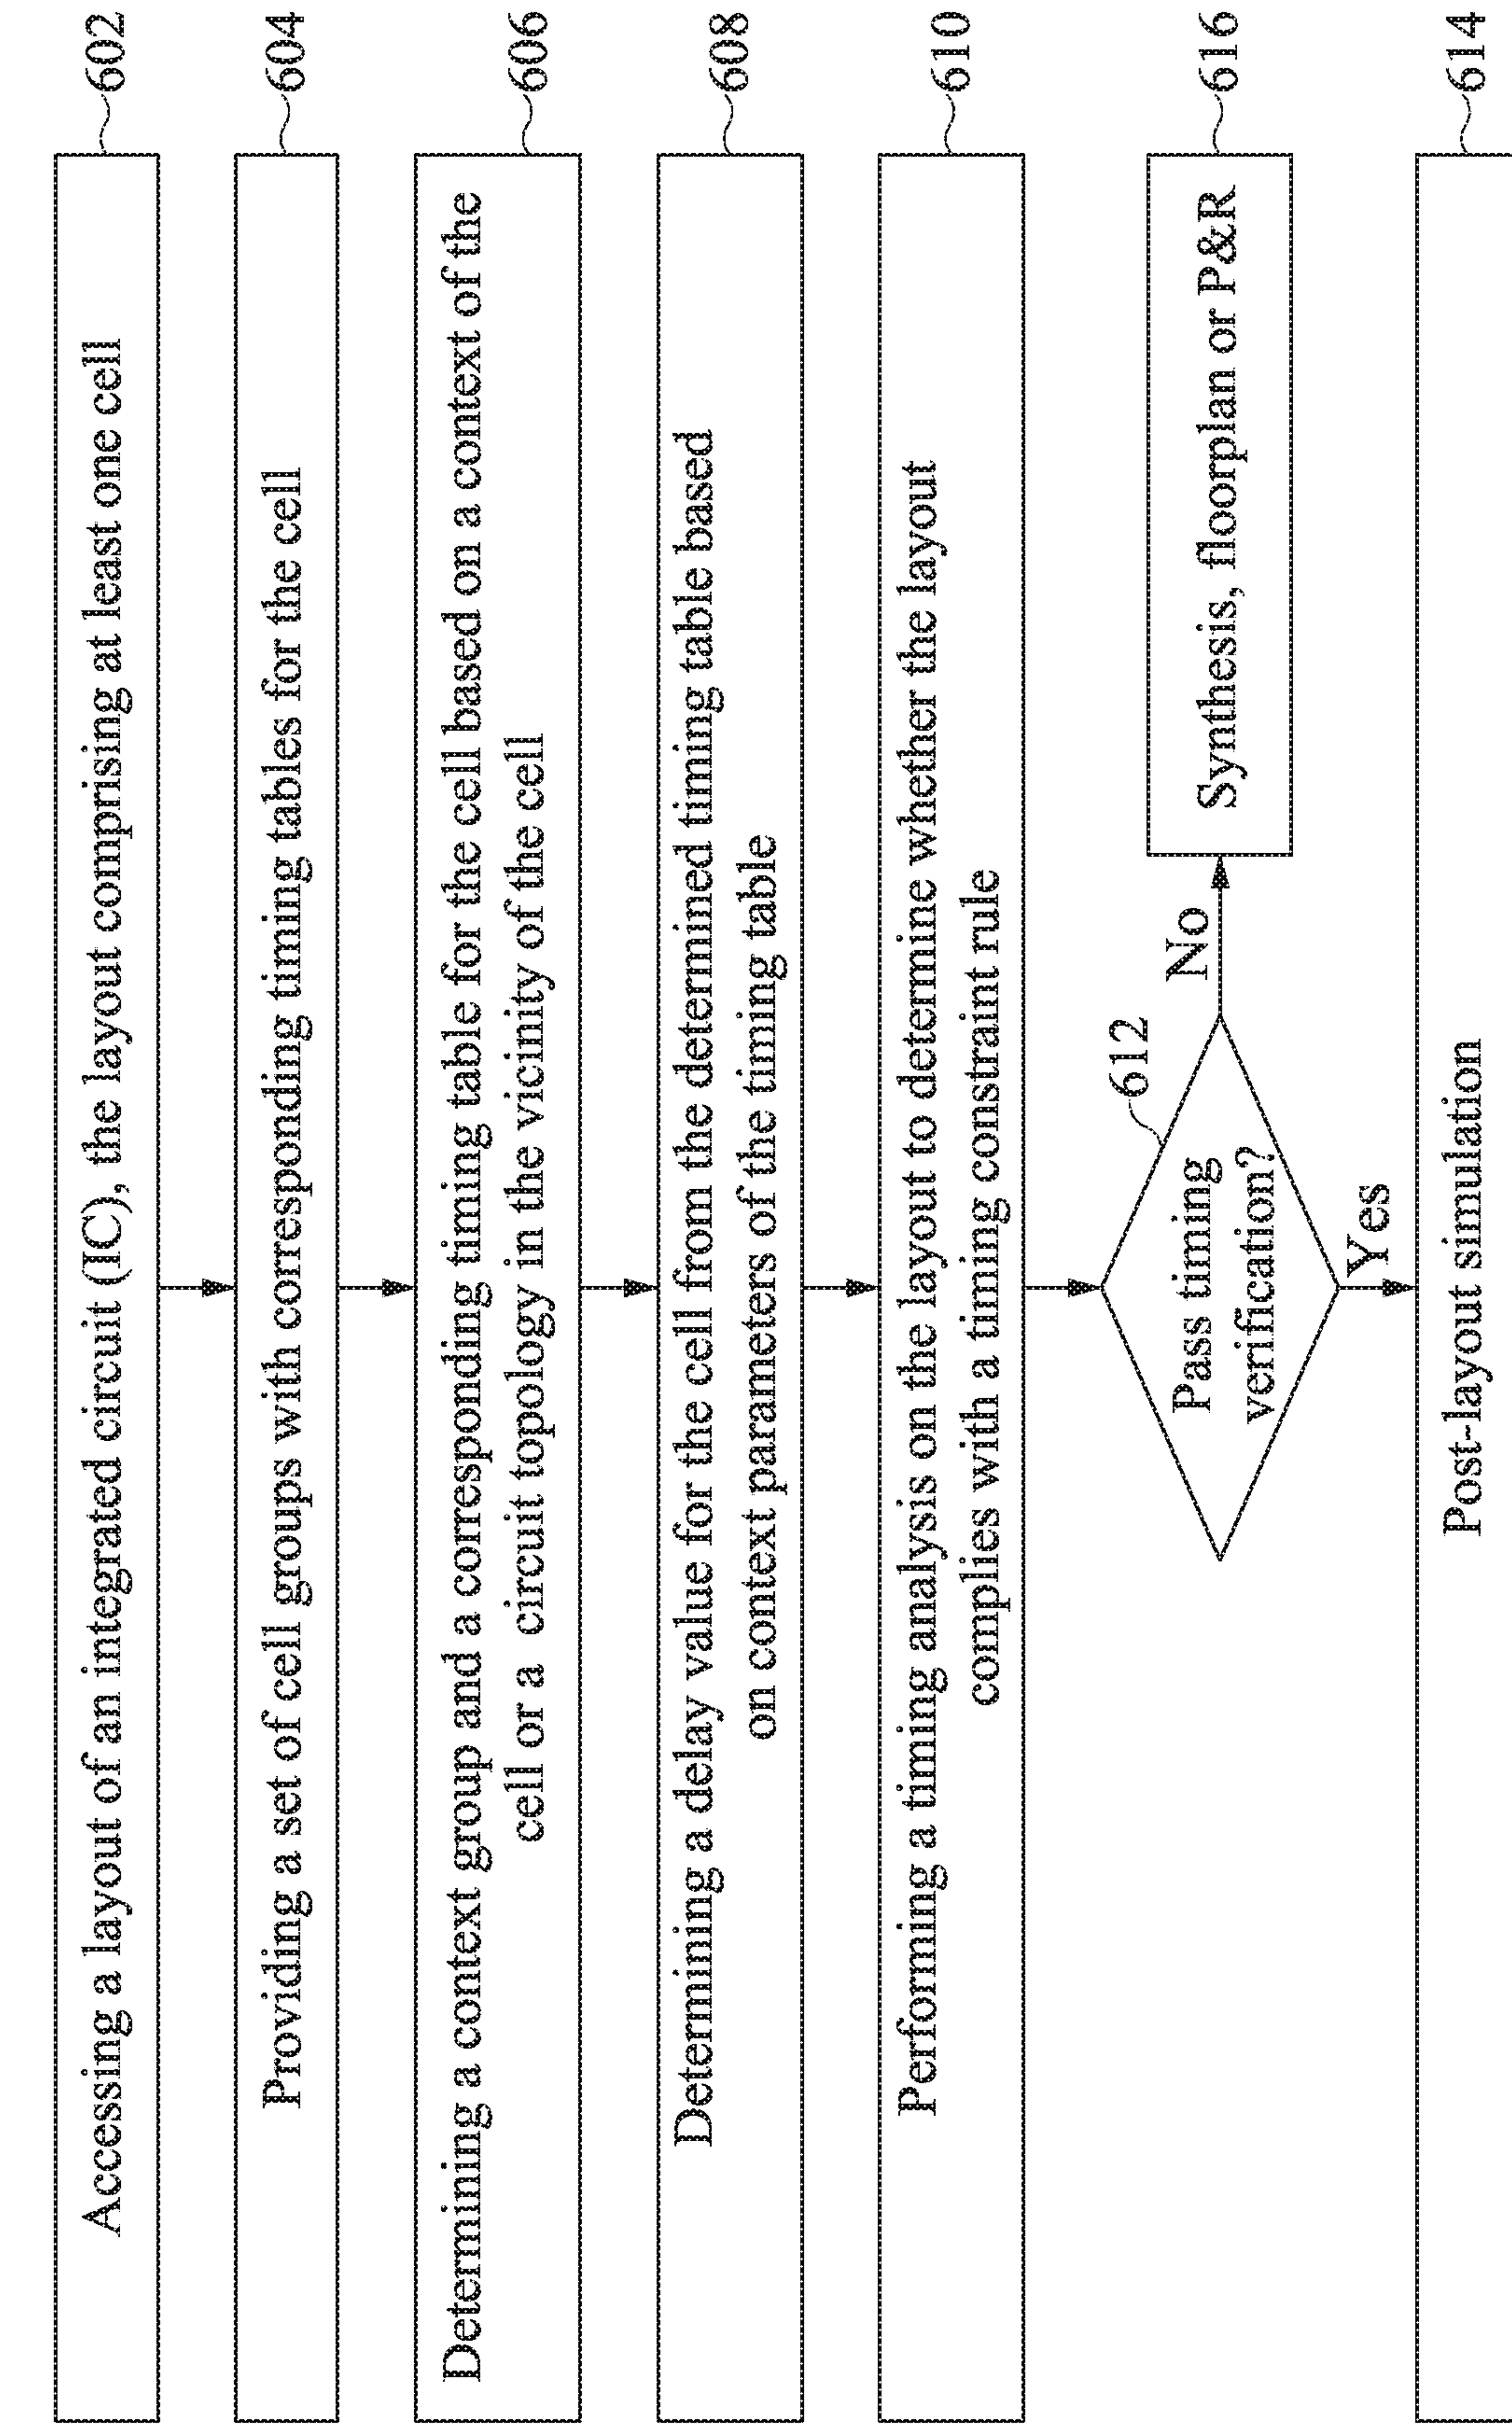 Accessing a layout of an integrated circuit (IC), the layout comprising at least one cell
602
Providing a set of cell groups with corresponding timing tables for the cell
604
Determining a context group and a corresponding timing table for the cell based on a context of the
cell or a circuit topology in the vicinity of the cell
606
Determining a delay value for the cell from the determined timing table based
on context parameters of the timing table
608
Performing a timing analysis on the layout to determine whether the layout
complies with a timing constraint rule
610
612
Pass timing
verification?
No
Synthesis, floorplan or P&R
616
Yes
Post-layout simulation
614